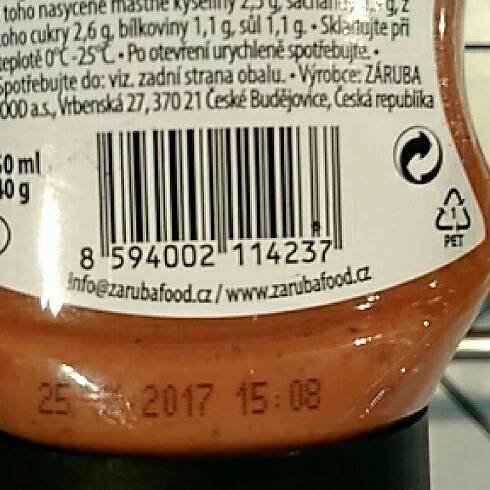 toho nasycené mastné kyseliny 2,5 g,
toho cukry 2,6 g, bílkoviny 1,1 g, sůl 1,1 g. • Skladujte při
teplotě 0°C -25°C • Po otevření urychleně spotřebujte. •
Spotřebujte do: viz. zadní strana obalu. • Výrobce: ZÁRUBA
OOD a.s., Vrbenská 27, 370 21 České Budějovice, Česká republika
50 ml
40 g
8 594002 114237
PET
1
info@zarubafood.cz / www.zarubafood.cz
25 2017 15:08